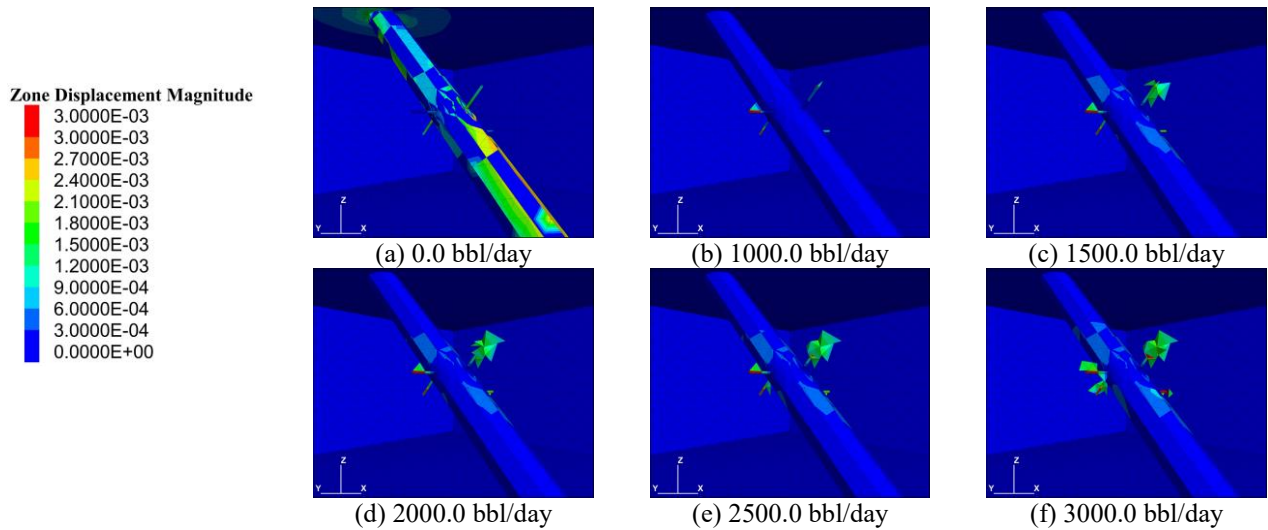 Zone Displacement Magnitude
3.0000E-03
3.0000E-03
2.7000E-03
2.4000E-03
2.1000E-03
1.8000E-03
1.5000E-03
1.2000E-03
9.0000E-04
6.0000E-04
3.0000E-04
0.0000E+00
Z
Y X
(a) 0.0 bbl/day
Z
Y X
(b) 1000.0 bbl/day
Z
Y X
(c) 1500.0 bbl/day
Z
Y X
(d) 2000.0 bbl/day
Z
Y X
(e) 2500.0 bbl/day
Z
Y X
(f) 3000.0 bbl/day